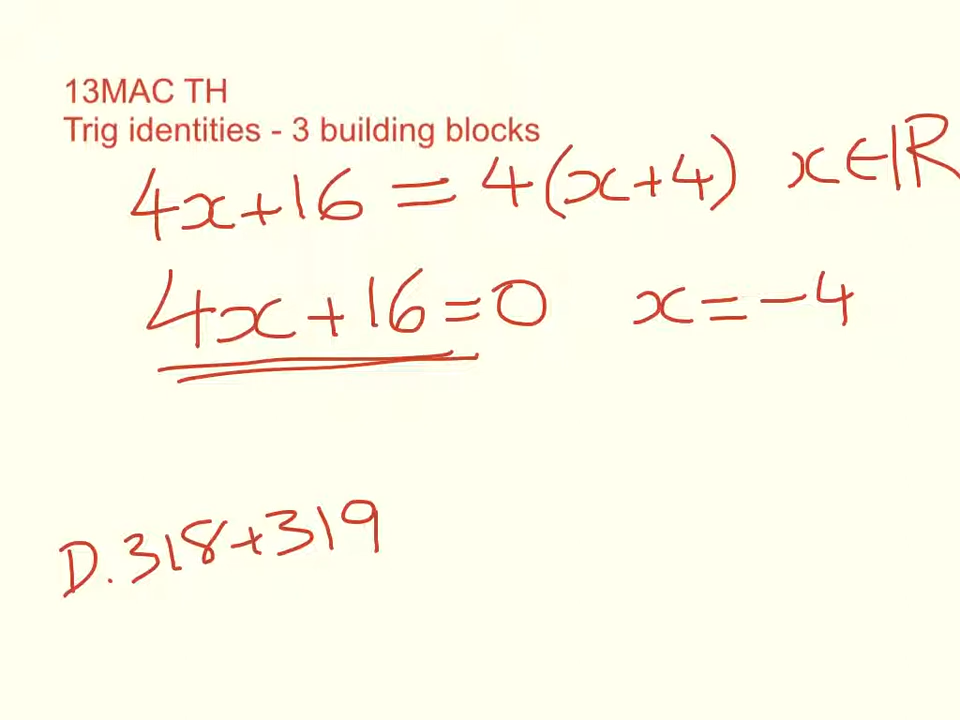 13MAC TH
Trig identities - 3 building blocks
4x+16 = 4(x+4) x∈ℝ
4x+16=0 x=-4
D.318+319